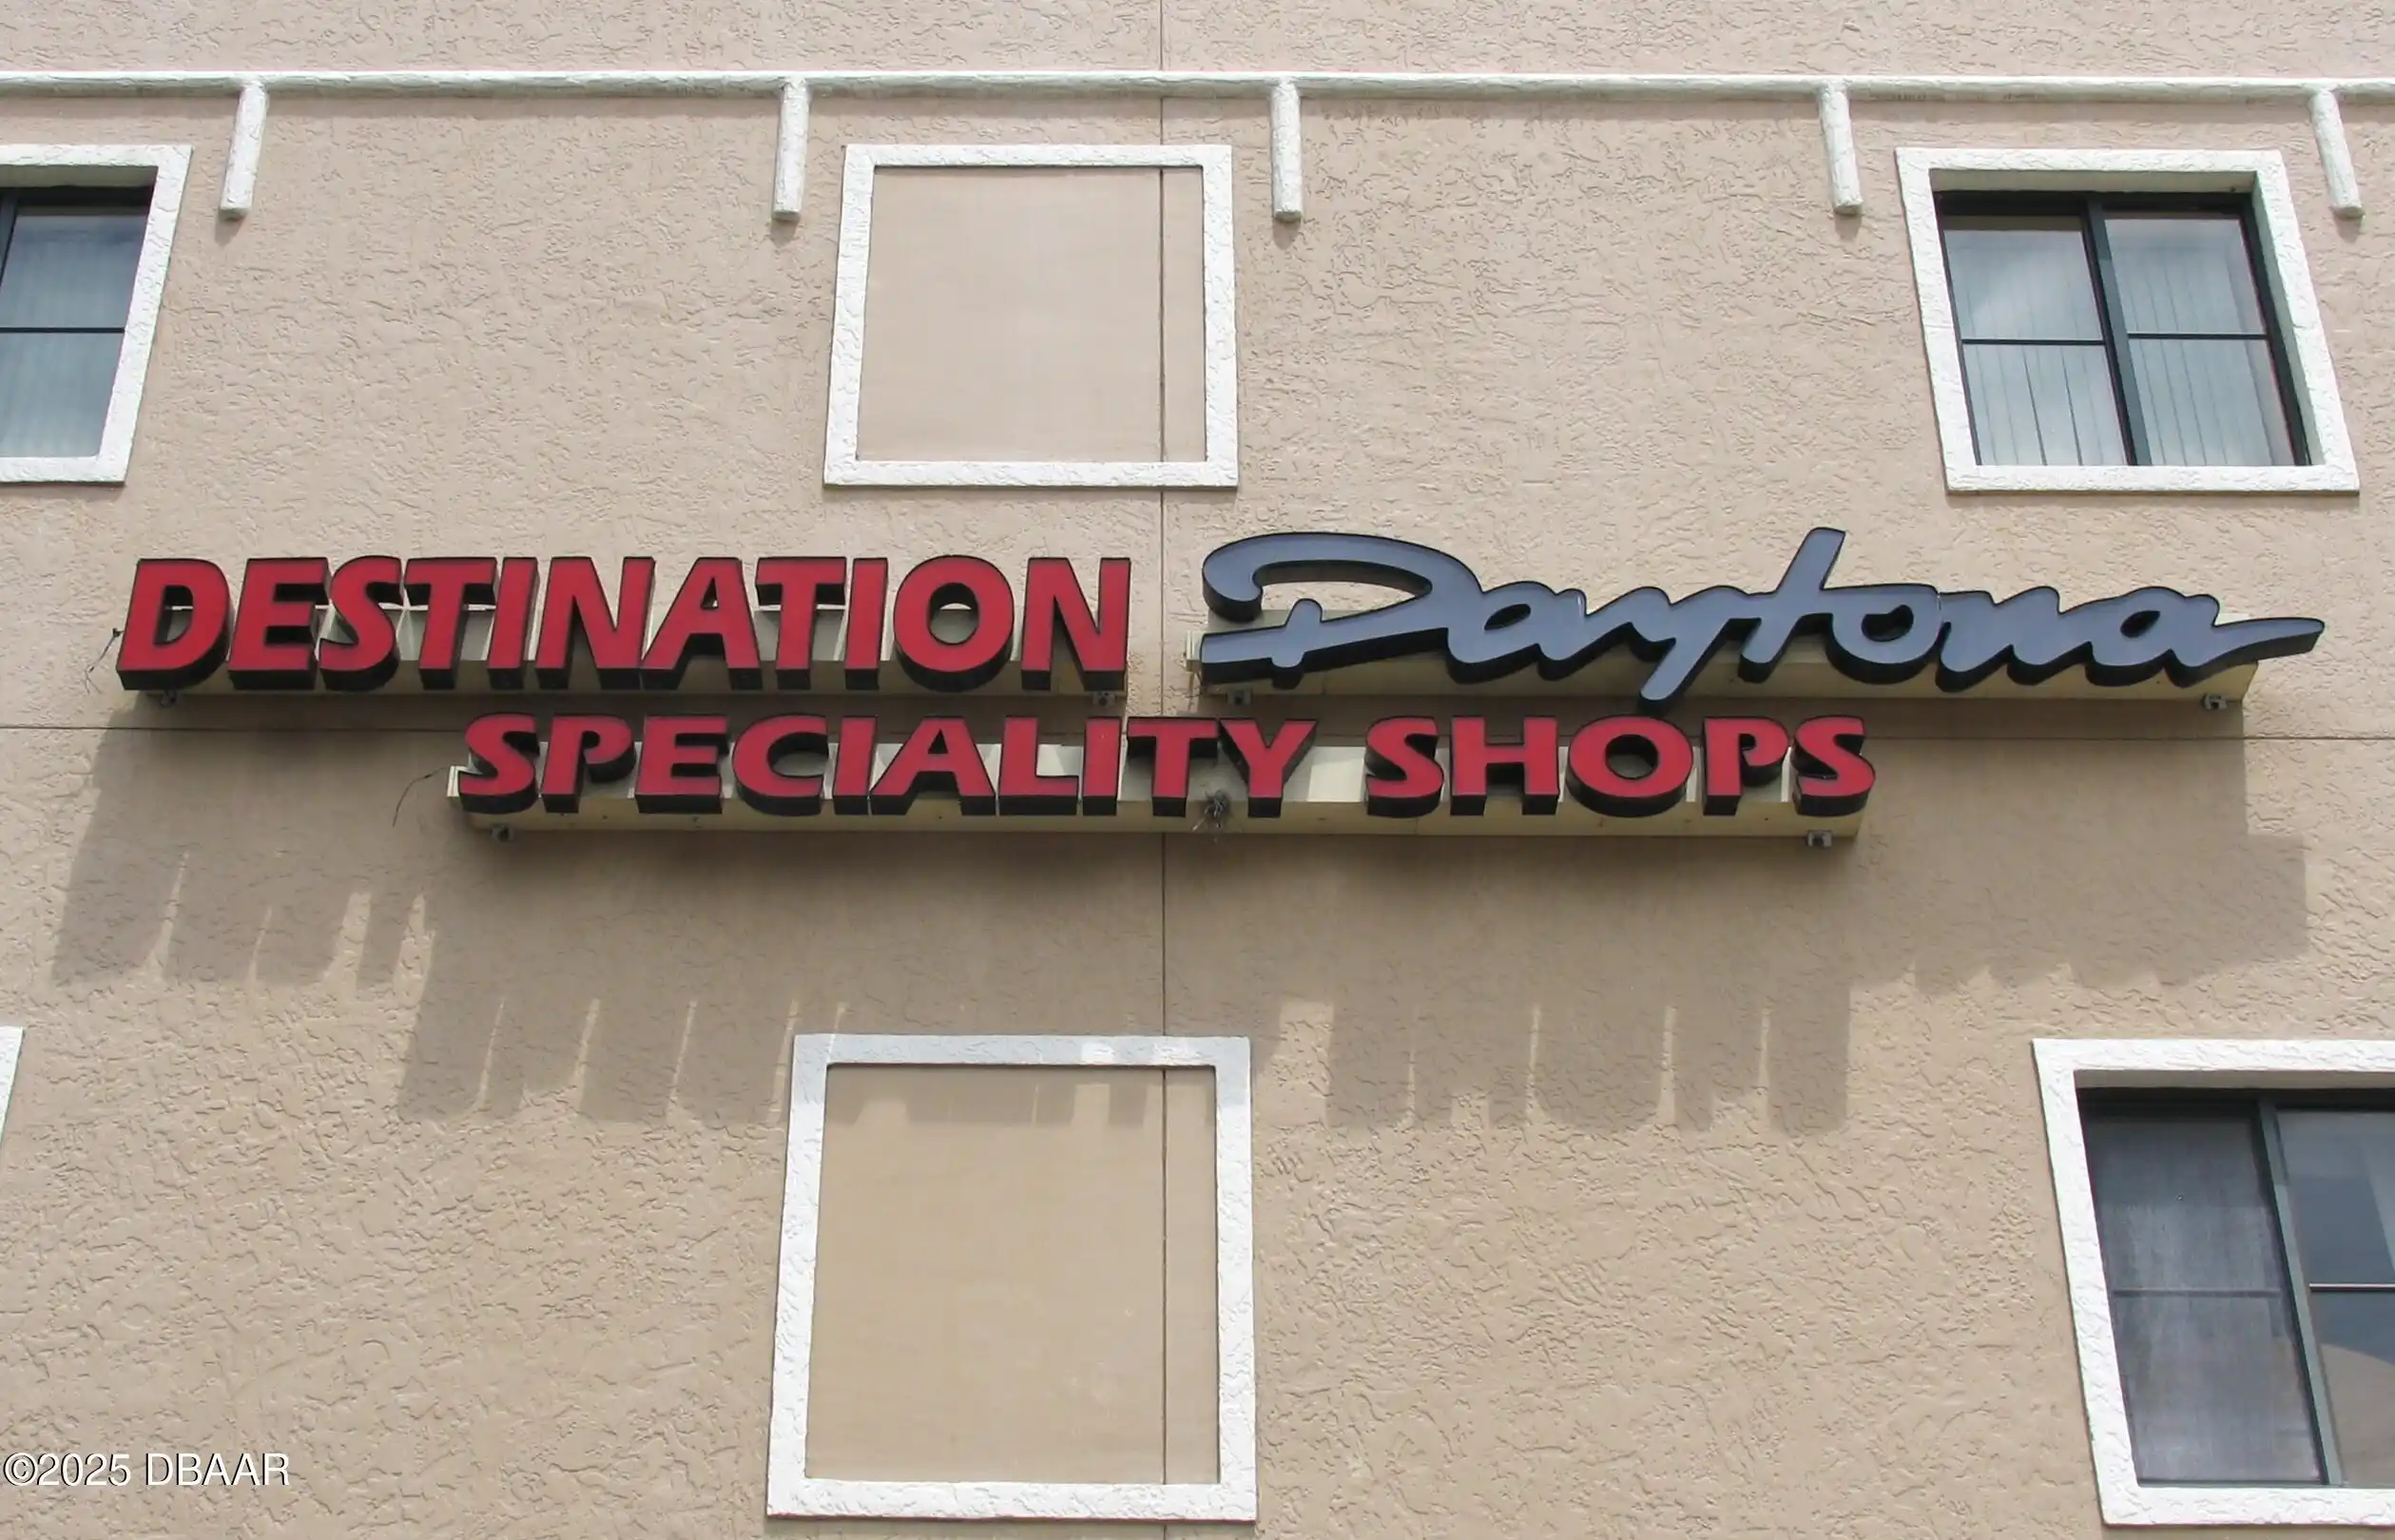 DESTINATION Daytona
SPECIALITY SHOPS
©2025 DBAAR